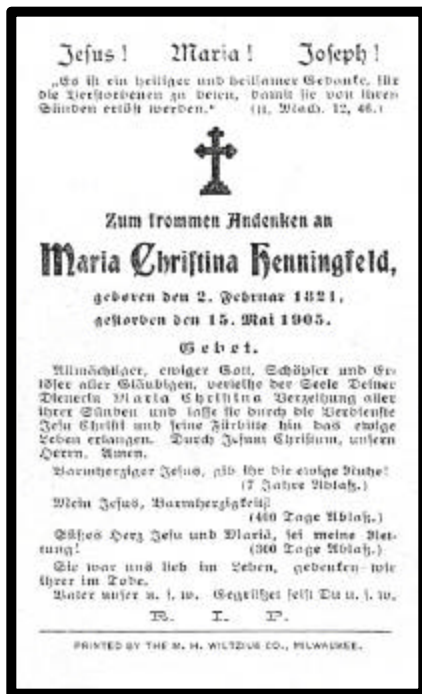 Jesus! Maria! Joseph!
„Es ist ein heiliger und heilsamer Gedanke, für
die Verstorbenen zu beten, damit sie von ihren
Sünden erlöst werden." (II. Mach. 12, 46.)
Zum frommen Andenken an
Maria Christina Henningfeld,
geboren den 2. Februar 1821,
gestorben den 15. Mai 1905.
Gebet.
Allmächtiger, ewiger Gott, Schöpfer und Er-
löser aller Gläubigen, verleihe der Seele Deiner
Dienerin Maria Christina Verzeihung aller
ihrer Sünden und lasse sie durch die Verdienste
Jesu Christi und seine Fürbitte hin das ewige
Leben erlangen. Durch Jesum Christum, unsern
Herrn. Amen.
Barmherziger Jesus, gib ihr die ewige Ruhe!
(7 Jahre Ablaß.)
Mein Jesus, Barmherzigkeit!
(100 Tage Ablaß.)
Süßes Herz Jesu und Mariä, sei meine Ret-
tung! (300 Tage Ablaß.)
Sie war uns lieb im Leben, gedenken wir
ihrer im Tode.
Vater unser u. s. w. Gegrüßet seist Du u. s. w.
R. I. P.
PRINTED BY THE M. H. WILTZIUS CO., MILWAUKEE.